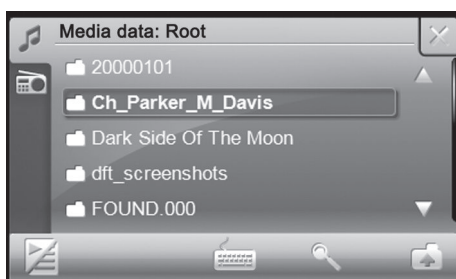 Media data: Root
20000101
Ch_Parker_M_Davis
Dark Side Of The Moon
dft_screenshots
FOUND.000